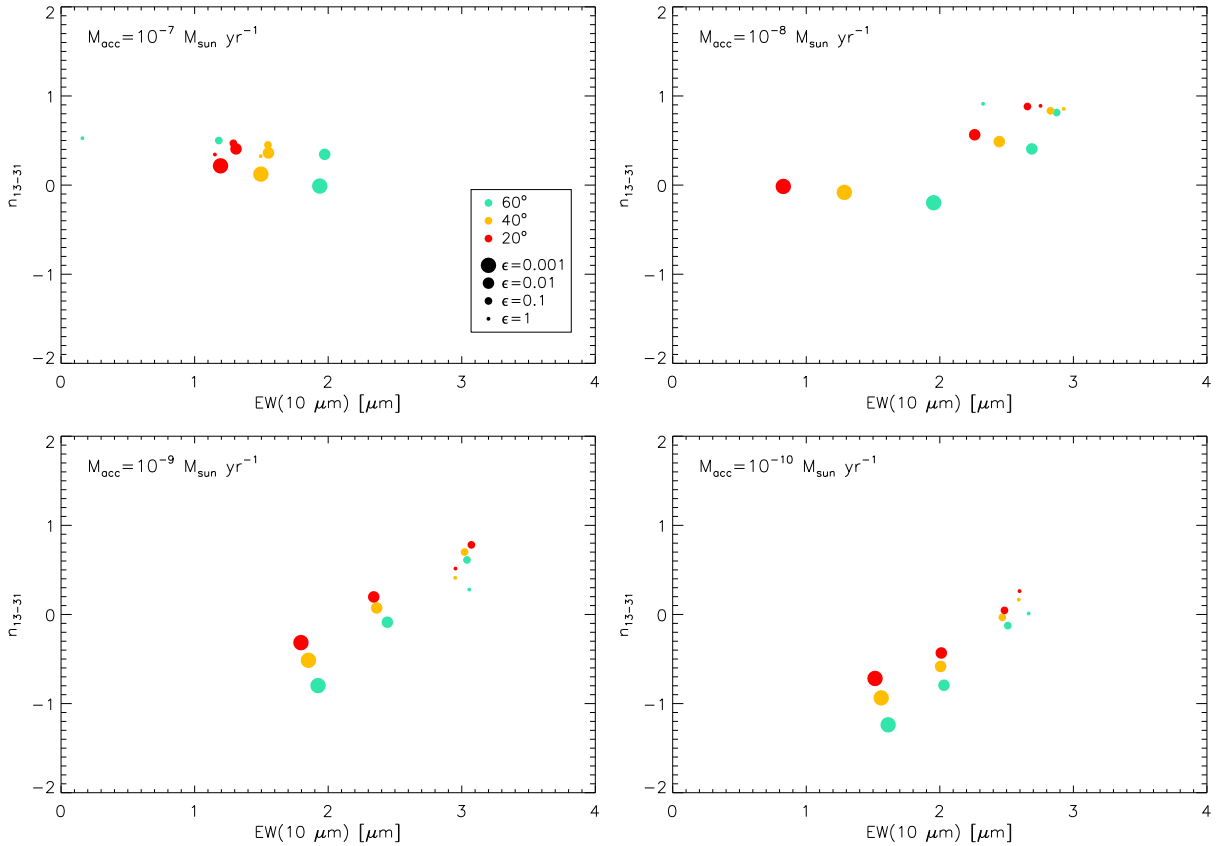 M_acc=10^-7 M_sun yr^-1
2
1
0
−1
−2
n_13−31
60°
40°
20°
ϵ=0.001
ϵ=0.01
ϵ=0.1
ϵ=1
0 1 2 3 4
EW(10 μm) [μm]
M_acc=10^-8 M_sun yr^-1
2
1
0
−1
−2
n_13−31
0 1 2 3 4
EW(10 μm) [μm]
M_acc=10^-9 M_sun yr^-1
2
1
0
−1
−2
n_13−31
0 1 2 3 4
EW(10 μm) [μm]
M_acc=10^-10 M_sun yr^-1
2
1
0
−1
−2
n_13−31
0 1 2 3 4
EW(10 μm) [μm]